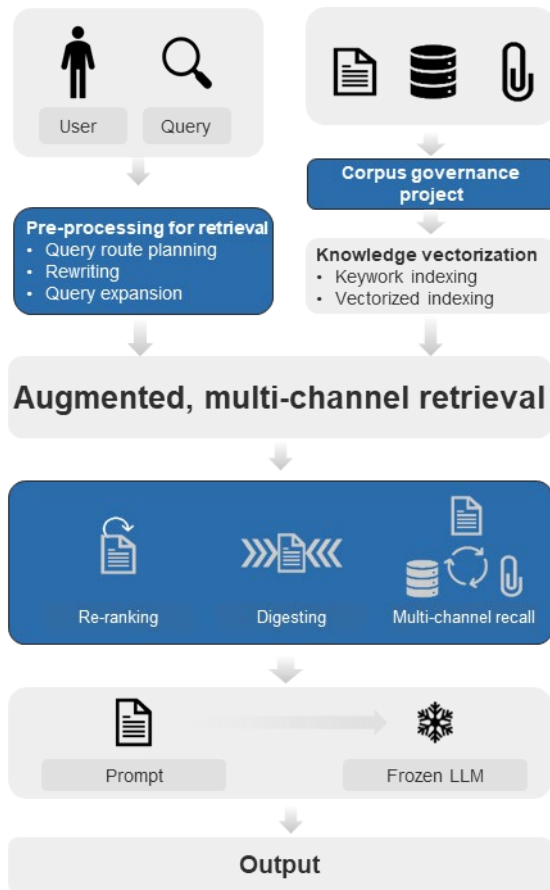 User
Query
Pre-processing for retrieval
• Query route planning
• Rewriting
• Query expansion
Corpus governance
project
Knowledge vectorization
• Keywork indexing
• Vectorized indexing
Augmented, multi-channel retrieval
Re-ranking
Digesting
Multi-channel recall
Prompt
Frozen LLM
Output